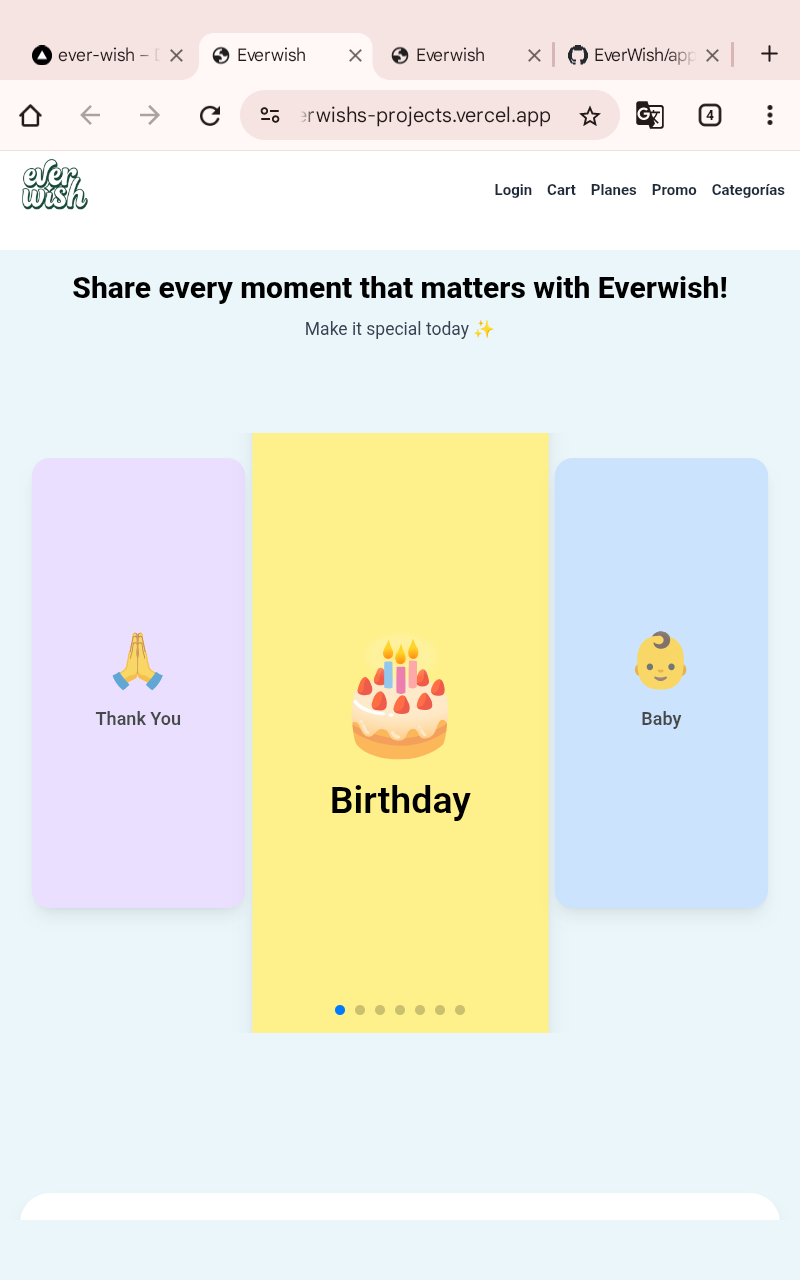 ever-wish –
Everwish
Everwish
EverWish/app
erwishs-projects.vercel.app
4
ever
wish
Login Cart Planes Promo Categorías
Share every moment that matters with Everwish!
Make it special today ✨
Thank You
Birthday
Baby